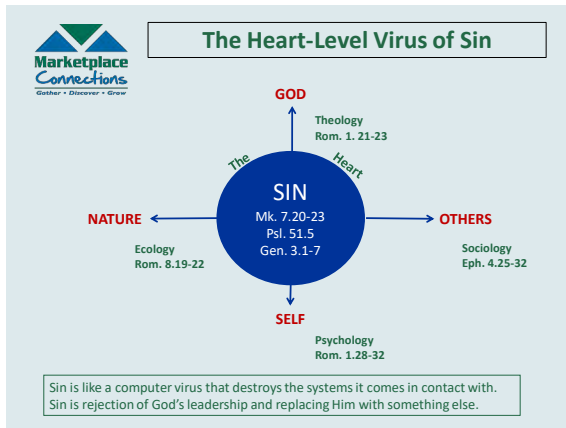 The Heart-Level Virus of Sin
Marketplace
Connections
Gather • Discover • Grow
GOD
Theology
Rom. 1. 21-23
The Heart
SIN
Mk. 7.20-23
Psl. 51.5
Gen. 3.1-7
NATURE
OTHERS
Ecology
Rom. 8.19-22
Sociology
Eph. 4.25-32
SELF
Psychology
Rom. 1.28-32
Sin is like a computer virus that destroys the systems it comes in contact with.
Sin is rejection of God's leadership and replacing Him with something else.